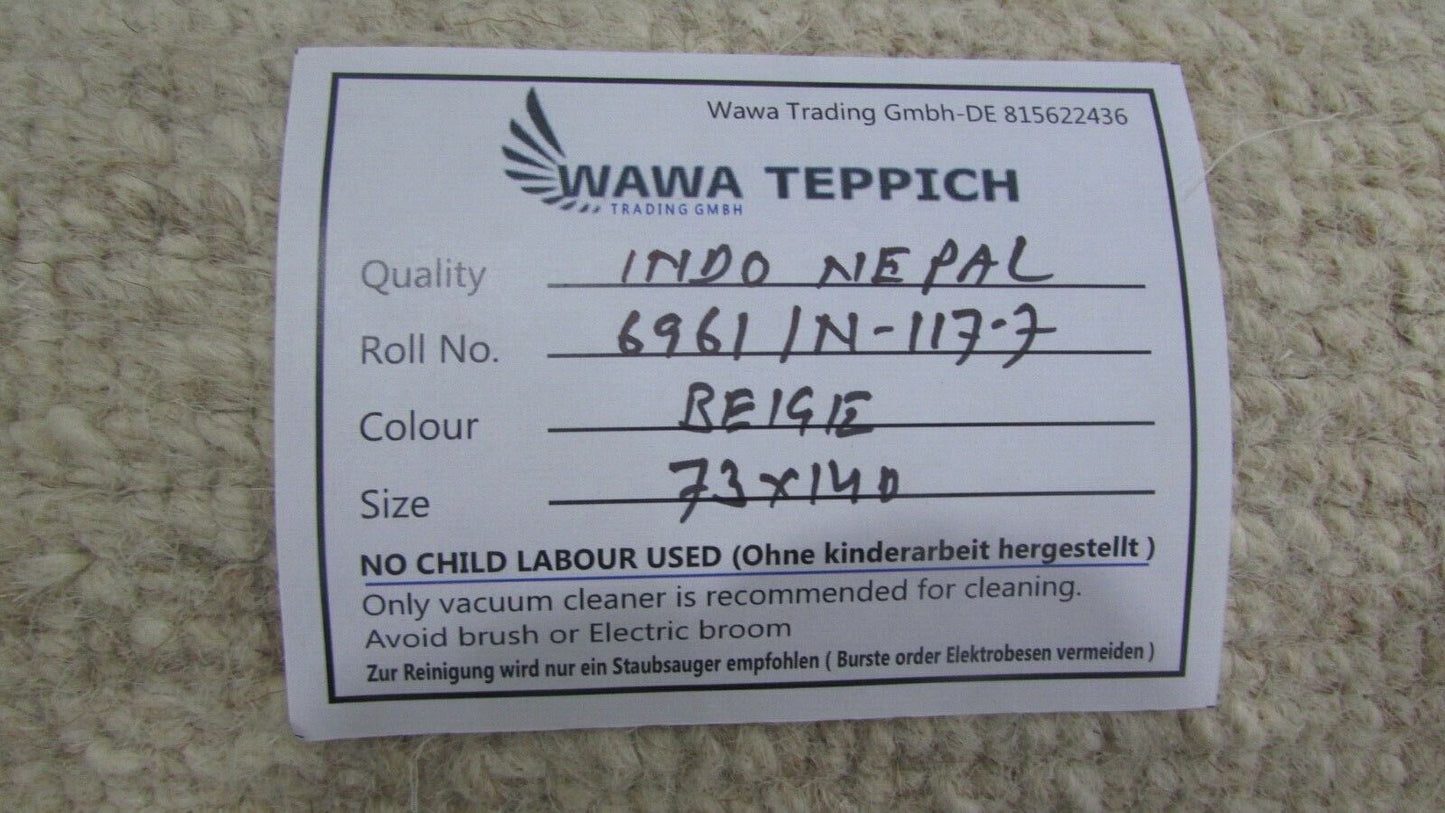 Wawa Trading Gmbh-DE 815622436
WAWA TEPPICH
TRADING GMBH
Quality INDO NEPAL
Roll No. 6961/N-117-7
Colour BEIGE
Size 73x140
NO CHILD LABOUR USED (Ohne kinderarbeit hergestellt )
Only vacuum cleaner is recommended for cleaning.
Avoid brush or Electric broom
Zur Reinigung wird nur ein Staubsauger empfohlen ( Burste order Elektrobesen vermeiden )